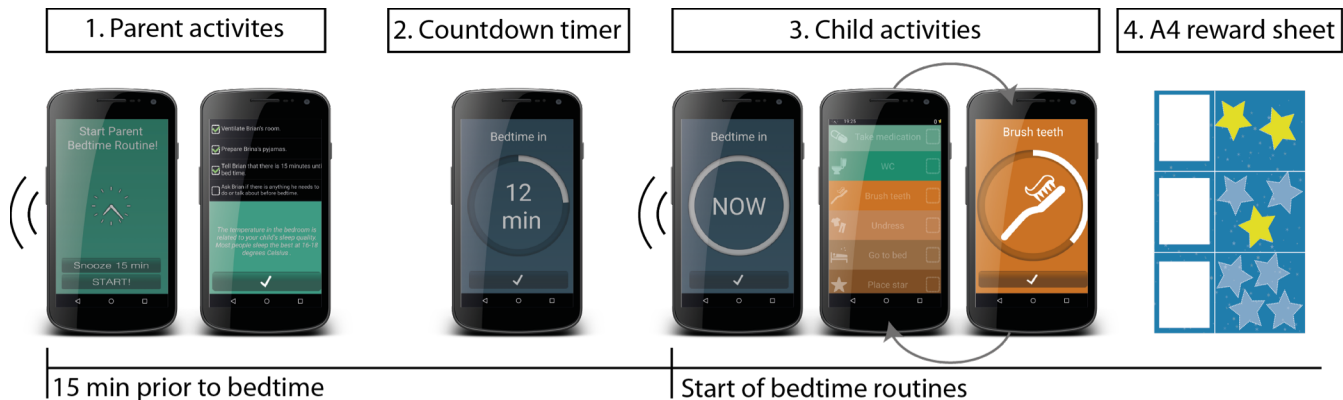 1. Parent activites
2. Countdown timer
3. Child activities
4. A4 reward sheet
Start Parent
Bedtime Routine!
Snooze 15 min
START!
Ventilate Brian's room
Prepare Brina's pyjamas.
Tell Brian that there is 15 minutes until
bed time.
Ask Brian if there is anything he needs to
do or talk about before bedtime.
The temperature in the bedroom is
related to your child's sleep quality.
Most people sleep the best at 16-18
degrees Celsius.
Bedtime in
12
min
Bedtime in
NOW
19:25
Take medication
WC
Brush teeth
Undress
Go to bed
Place star
Brush teeth
15 min prior to bedtime
Start of bedtime routines